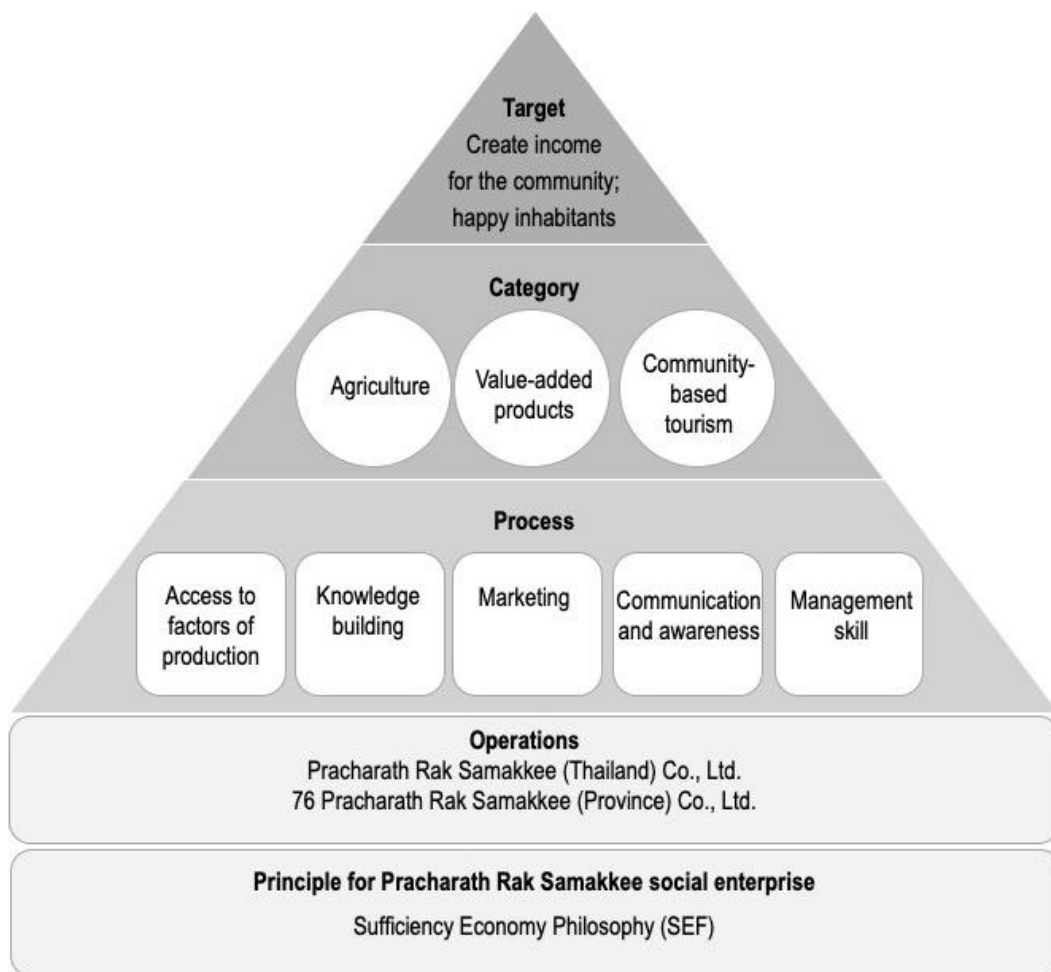 Target
Create income
for the community;
happy inhabitants
Category
Agriculture
Value-added
products
Community-
based
tourism
Process
Access to
factors of
production
Knowledge
building
Marketing
Communication
and awareness
Management
skill
Operations
Pracharath Rak Samakkee (Thailand) Co., Ltd.
76 Pracharath Rak Samakkee (Province) Co., Ltd.
Principle for Pracharath Rak Samakkee social enterprise
Sufficiency Economy Philosophy (SEF)